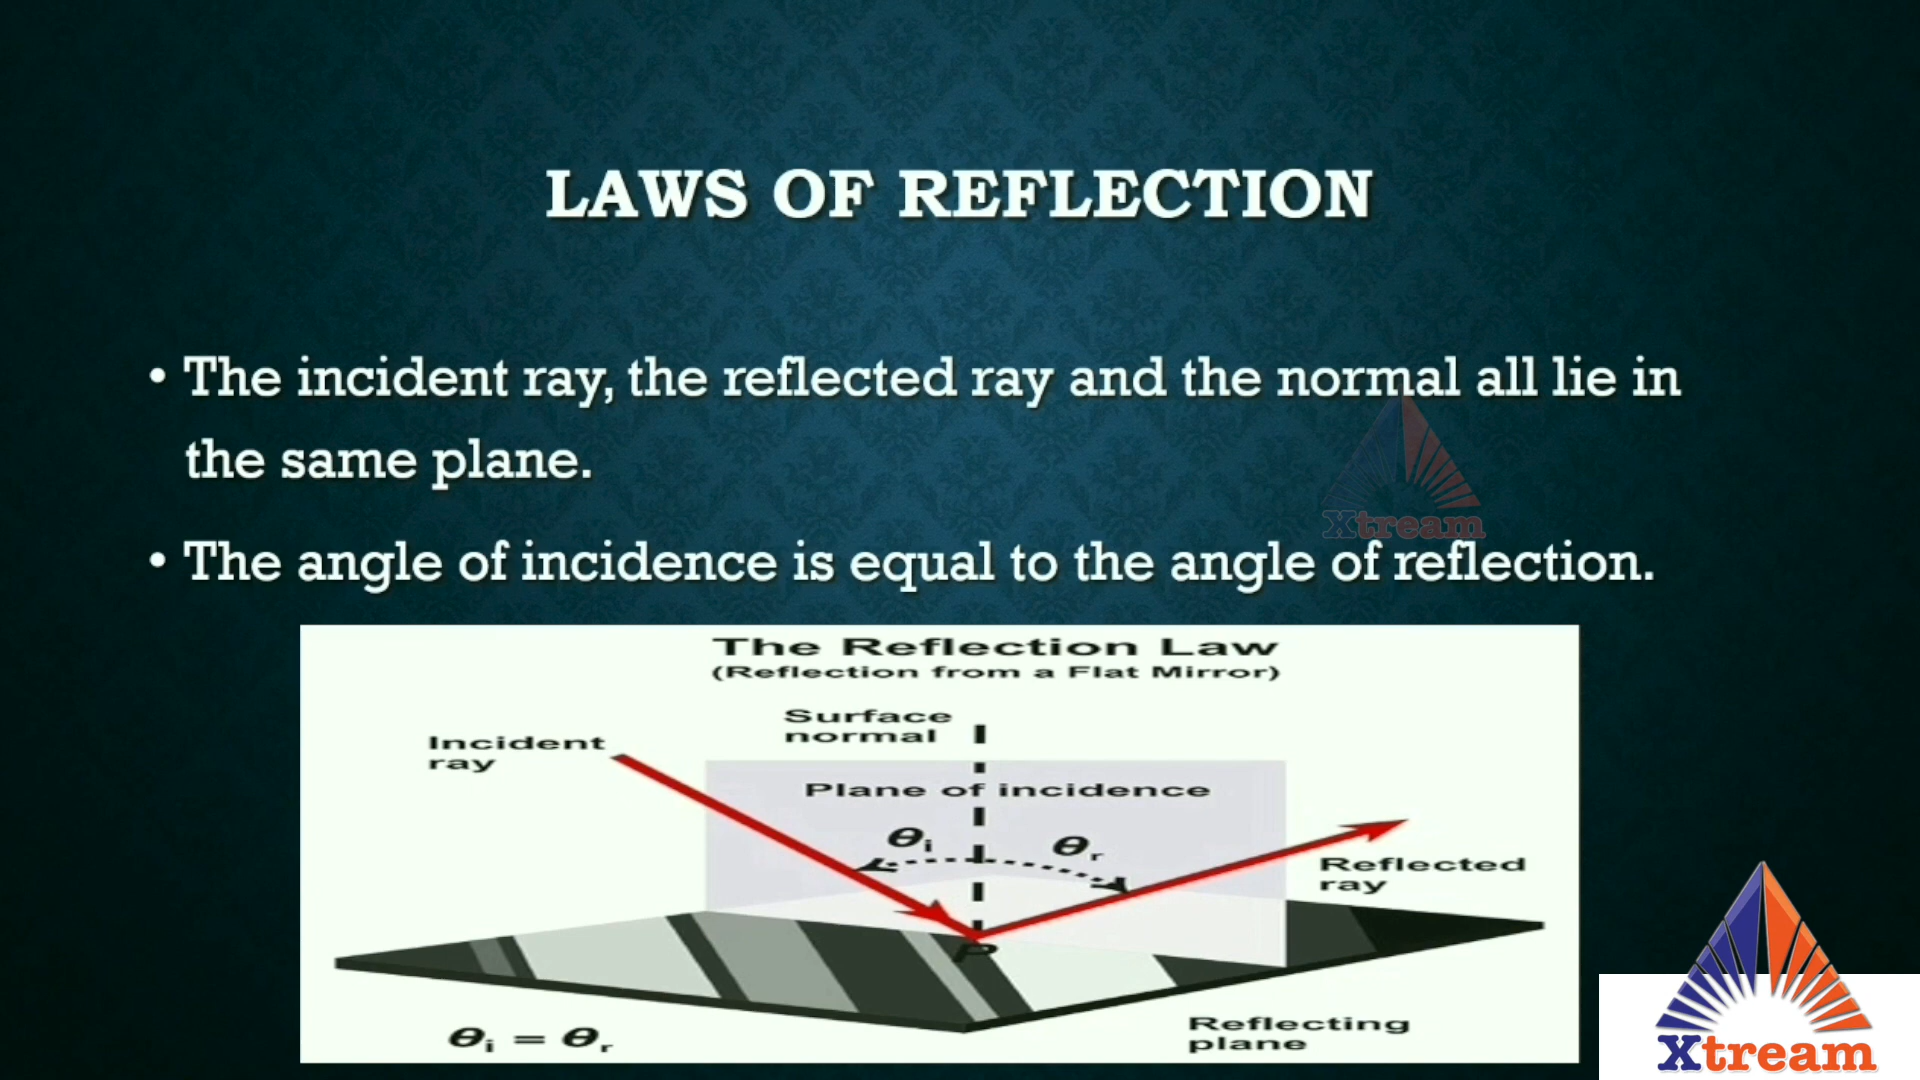 LAWS OF REFLECTION
• The incident ray, the reflected ray and the normal all lie in
the same plane.
Xtream
• The angle of incidence is equal to the angle of reflection.
The Reflection Law
(Reflection from a Flat Mirror)
Surface
normal
Incident
ray
Plane of incidence
θi
θr
Reflected
ray
P
θi = θr
Reflecting
plane
Xtream